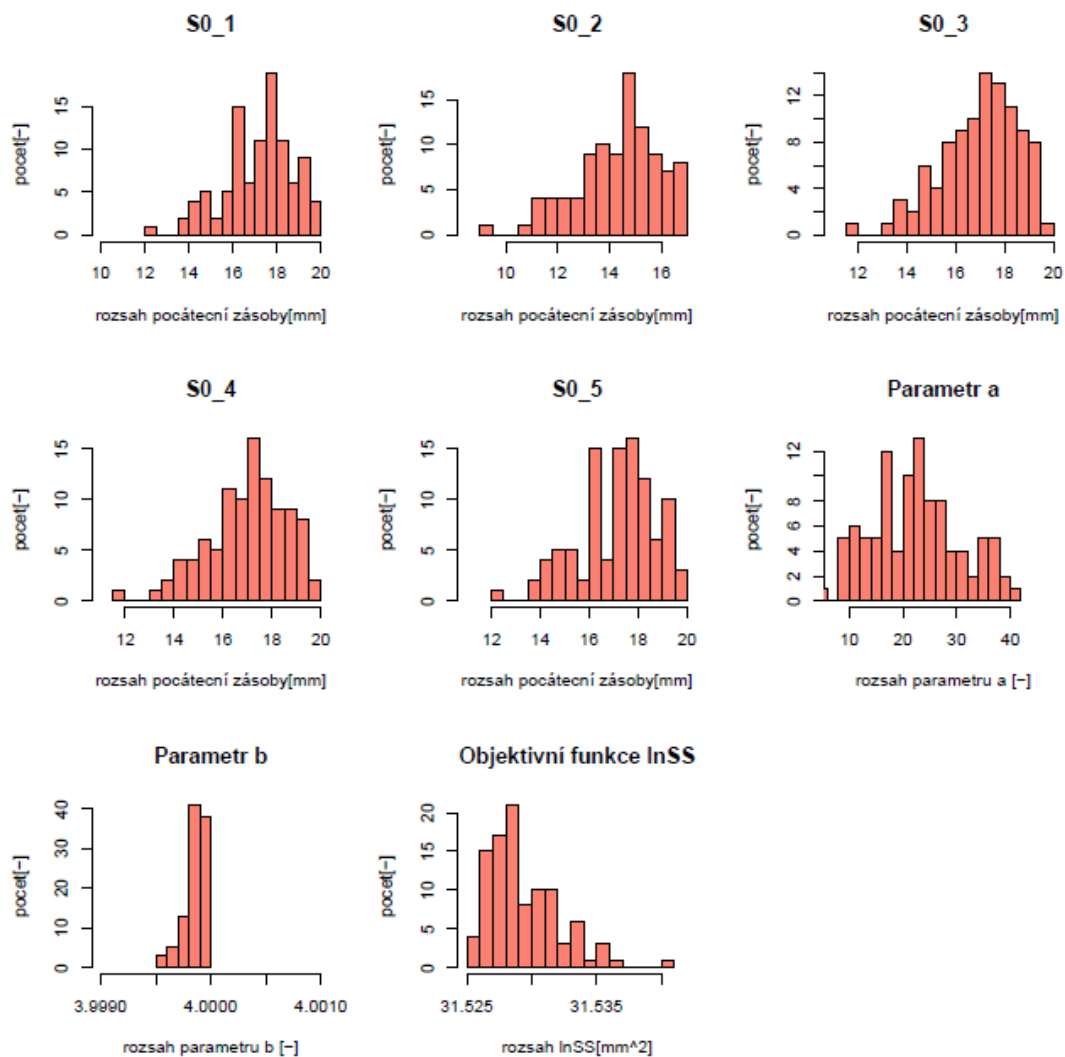 S0_1
pocet[−]
0
5
10
15
10 12 14 16 18 20
rozsah pocátecní zásoby[mm]
S0_2
pocet[−]
0
5
10
15
10 12 14 16
rozsah pocátecní zásoby[mm]
S0_3
pocet[−]
0
4
8
12
12 14 16 18 20
rozsah pocátecní zásoby[mm]
S0_4
pocet[−]
0
5
10
15
12 14 16 18 20
rozsah pocátecní zásoby[mm]
S0_5
pocet[−]
0
5
10
15
12 14 16 18 20
rozsah pocátecní zásoby[mm]
Parametr a
pocet[−]
0
2
4
6
8
12
10 20 30 40
rozsah parametru a [−]
Parametr b
pocet[−]
0
10
20
30
40
3.9990 4.0000 4.0010
rozsah parametru b [−]
Objektivní funkce lnSS
pocet[−]
0
5
10
15
20
31.525 31.535
rozsah lnSS[mm^2]